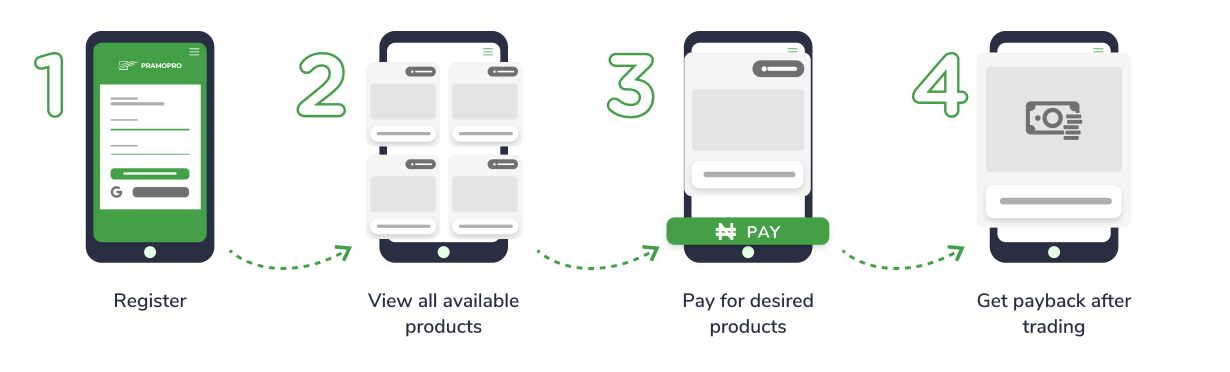 1
PRAMOPRO
G
Register
2
View all available
products
3
₦ PAY
Pay for desired
products
4
Get payback after
trading